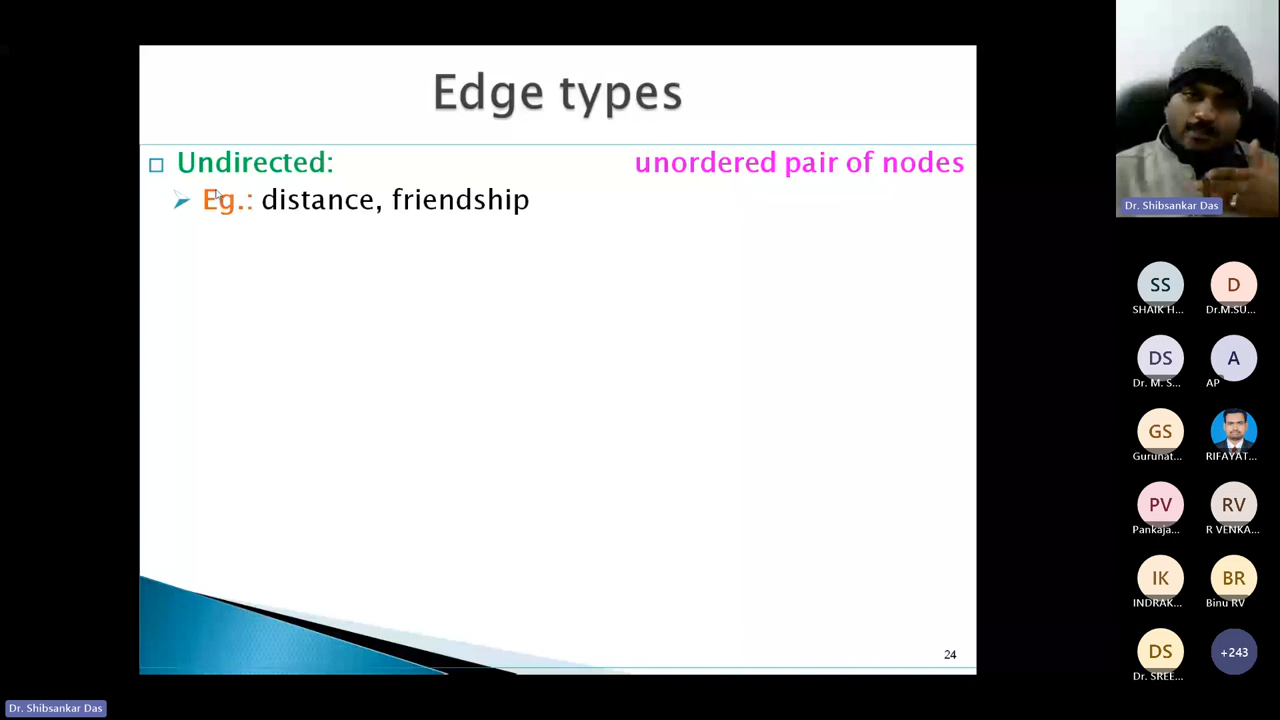 Edge types
Undirected: unordered pair of nodes
Eg.: distance, friendship
24
Dr. Shibsankar Das
SS D
SHAIK H... Dr.M.SU...
DS A
Dr. M. S... AP
GS
Gurunat... RIFAYAT...
PV RV
Pankaja... R VENKA...
IK BR
INDRAK... Binu RV
DS +243
Dr. SREE...
Dr. Shibsankar Das